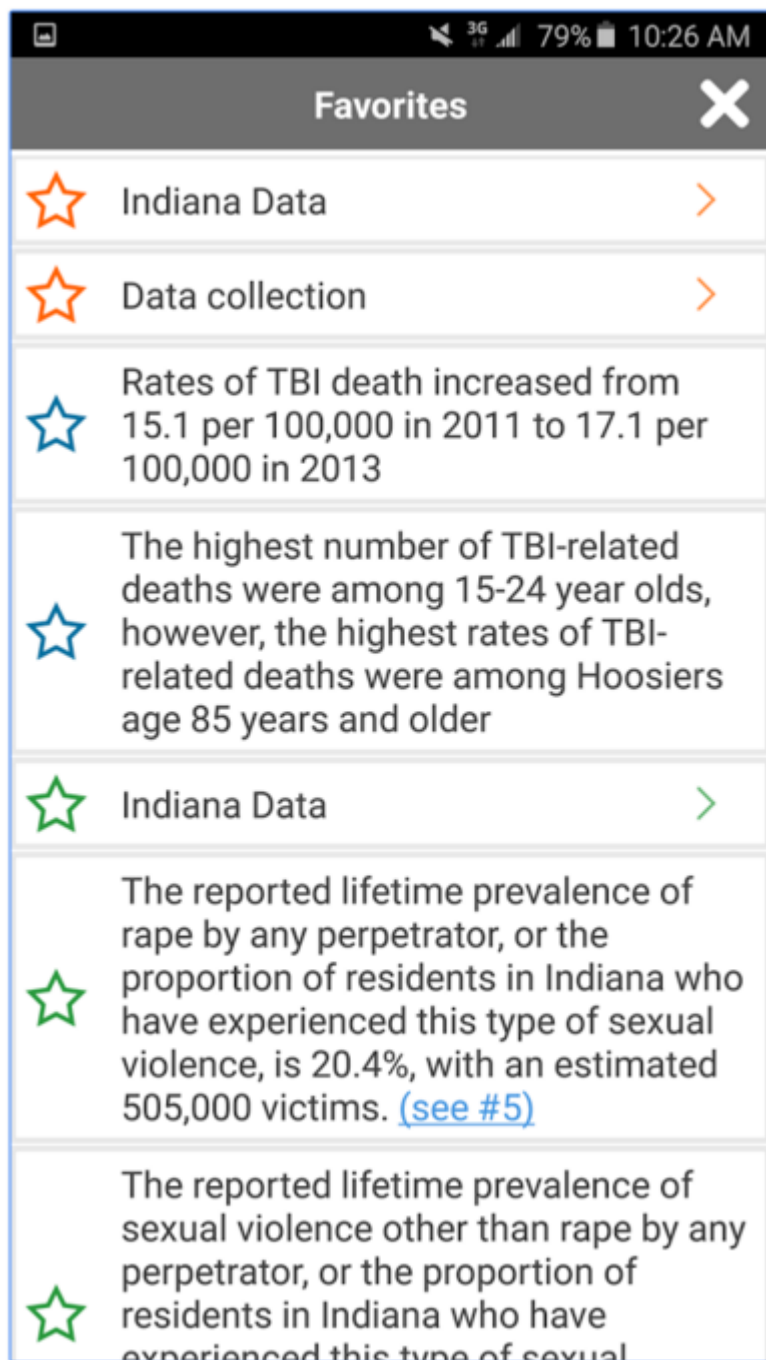 3G 79% 10:26 AM
Favorites
Indiana Data
Data collection
Rates of TBI death increased from
15.1 per 100,000 in 2011 to 17.1 per
100,000 in 2013
The highest number of TBI-related
deaths were among 15-24 year olds,
however, the highest rates of TBI-
related deaths were among Hoosiers
age 85 years and older
Indiana Data
The reported lifetime prevalence of
rape by any perpetrator, or the
proportion of residents in Indiana who
have experienced this type of sexual
violence, is 20.4%, with an estimated
505,000 victims. (see #5)
The reported lifetime prevalence of
sexual violence other than rape by any
perpetrator, or the proportion of
residents in Indiana who have
experienced this type of sexual